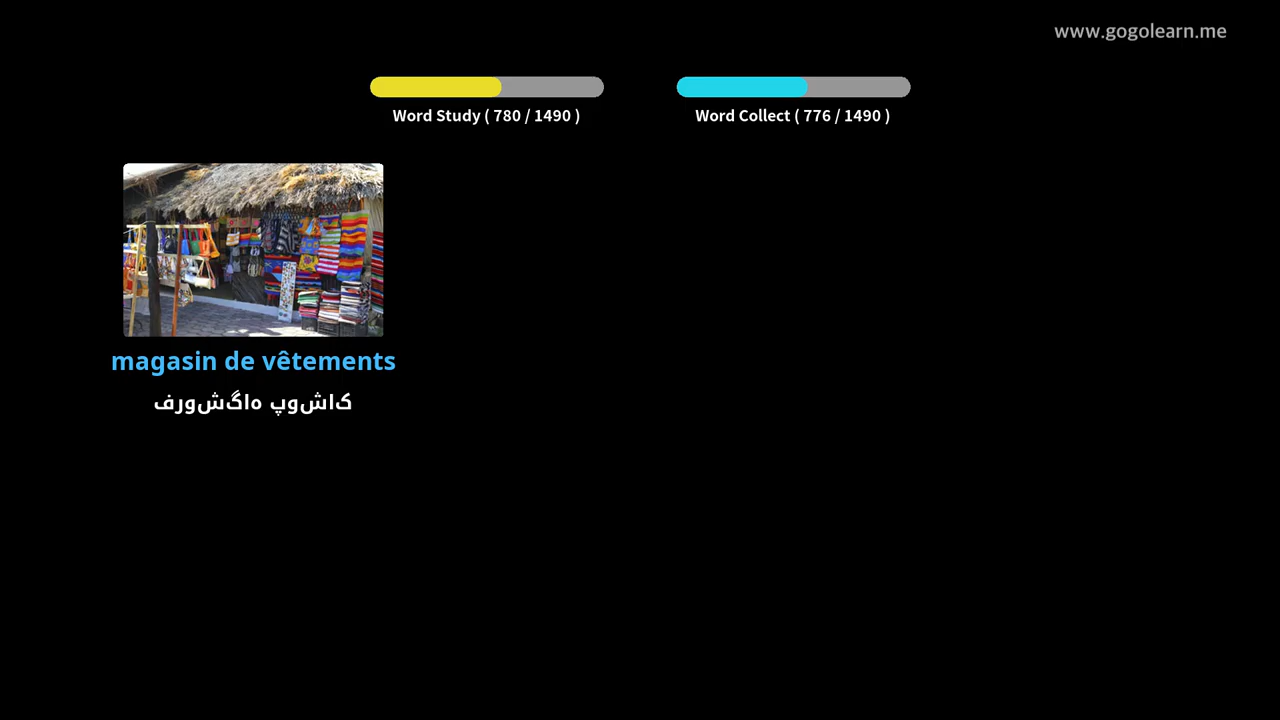 www.gogolearn.me
Word Study ( 780 / 1490 )
Word Collect ( 776 / 1490 )
magasin de vêtements
کاشوپ هاگشورف